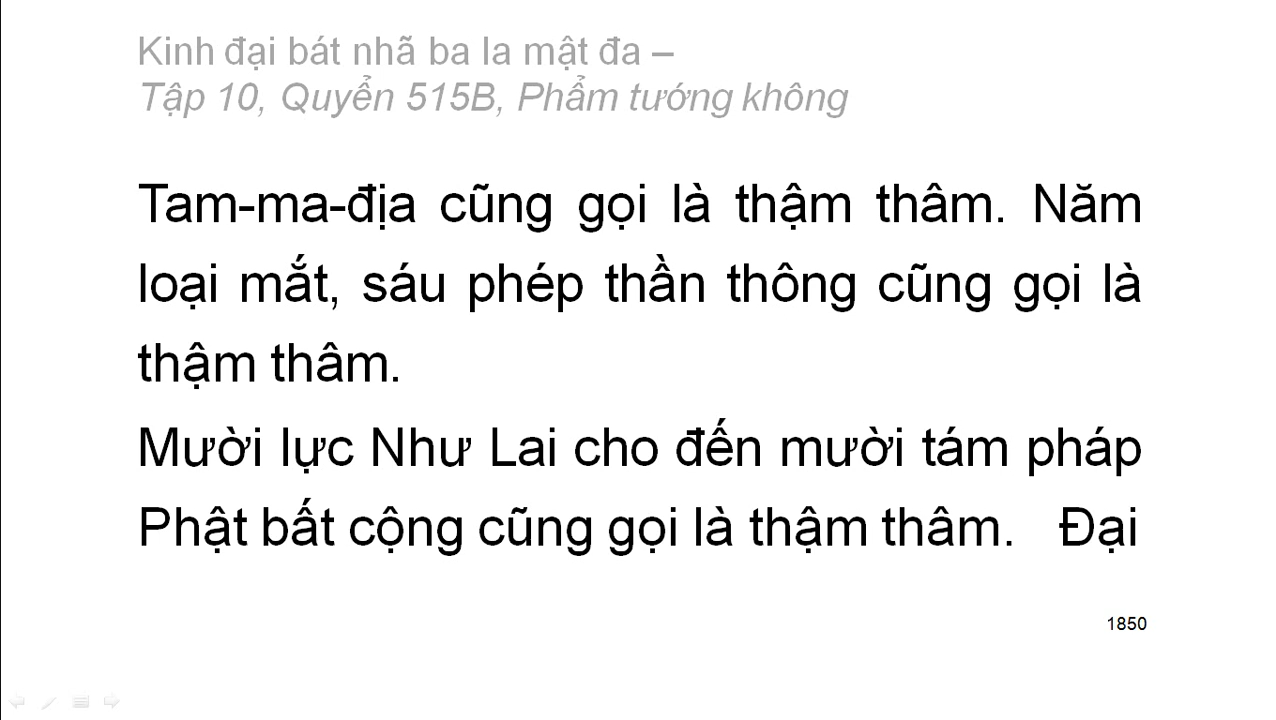 Kinh đại bát nhã ba la mật đa –
Tập 10, Quyển 515B, Phẩm tướng không
Tam-ma-địa cũng gọi là thậm thâm. Năm
loại mắt, sáu phép thần thông cũng gọi là
thậm thâm.
Mười lực Như Lai cho đến mười tám pháp
Phật bất cộng cũng gọi là thậm thâm. Đại
1850